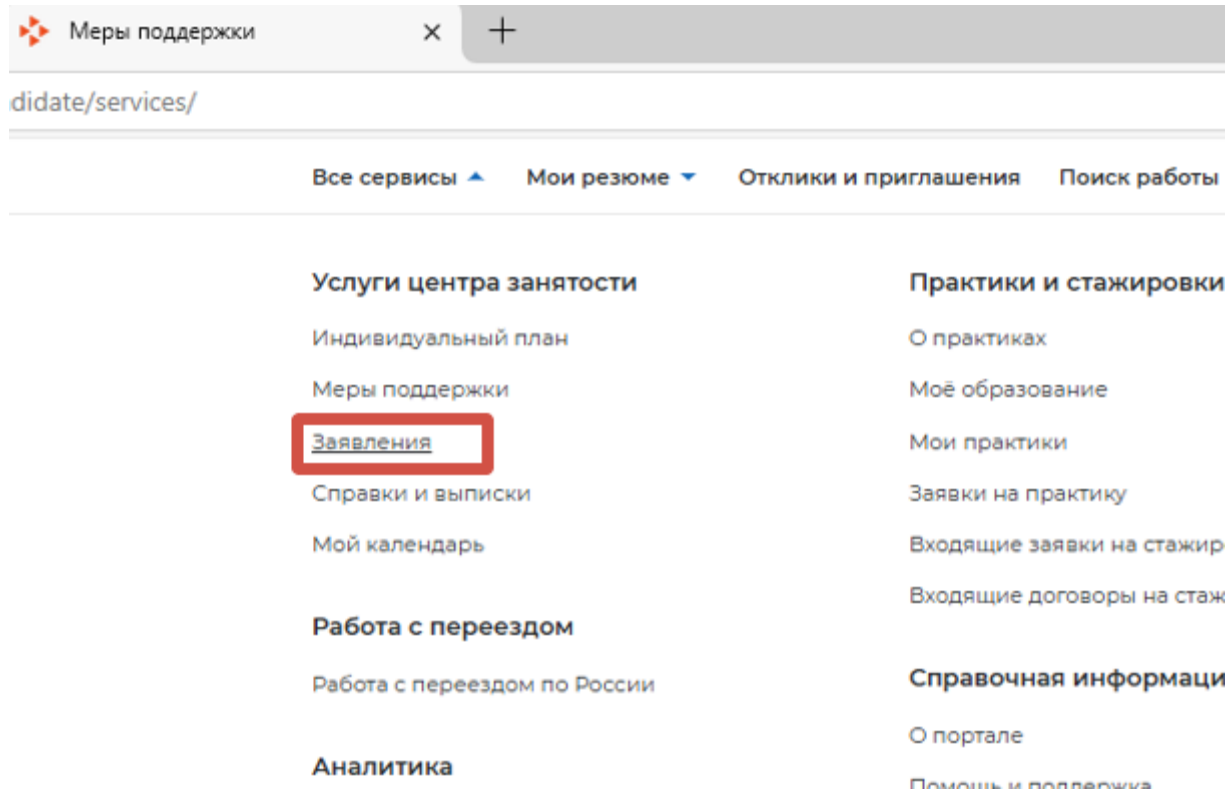 Меры поддержки
didate/services/
Все сервисы Мои резюме Отклики и приглашения Поиск работы
Услуги центра занятости
Индивидуальный план
Меры поддержки
Заявления
Справки и выписки
Мой календарь
Работа с переездом
Работа с переездом по России
Аналитика
Практики и стажировки
О практиках
Моё образование
Мои практики
Заявки на практику
Входящие заявки на стажир
Входящие договоры на стаж
Справочная информаци
О портале
Помощь и поддержка